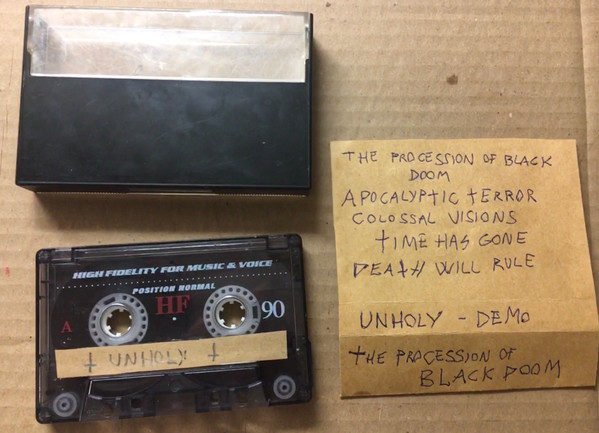 HIGH FIDELITY FOR MUSIC & VOICE
POSITION NORMAL
A HF 90
† UNHOLY †
THE PROCESSION OF BLACK
DOOM
APOCALYPTIC TERROR
COLOSSAL VISIONS
TIME HAS GONE
DEATH WILL RULE
UNHOLY - DEMO
THE PROCESSION OF
BLACK DOOM